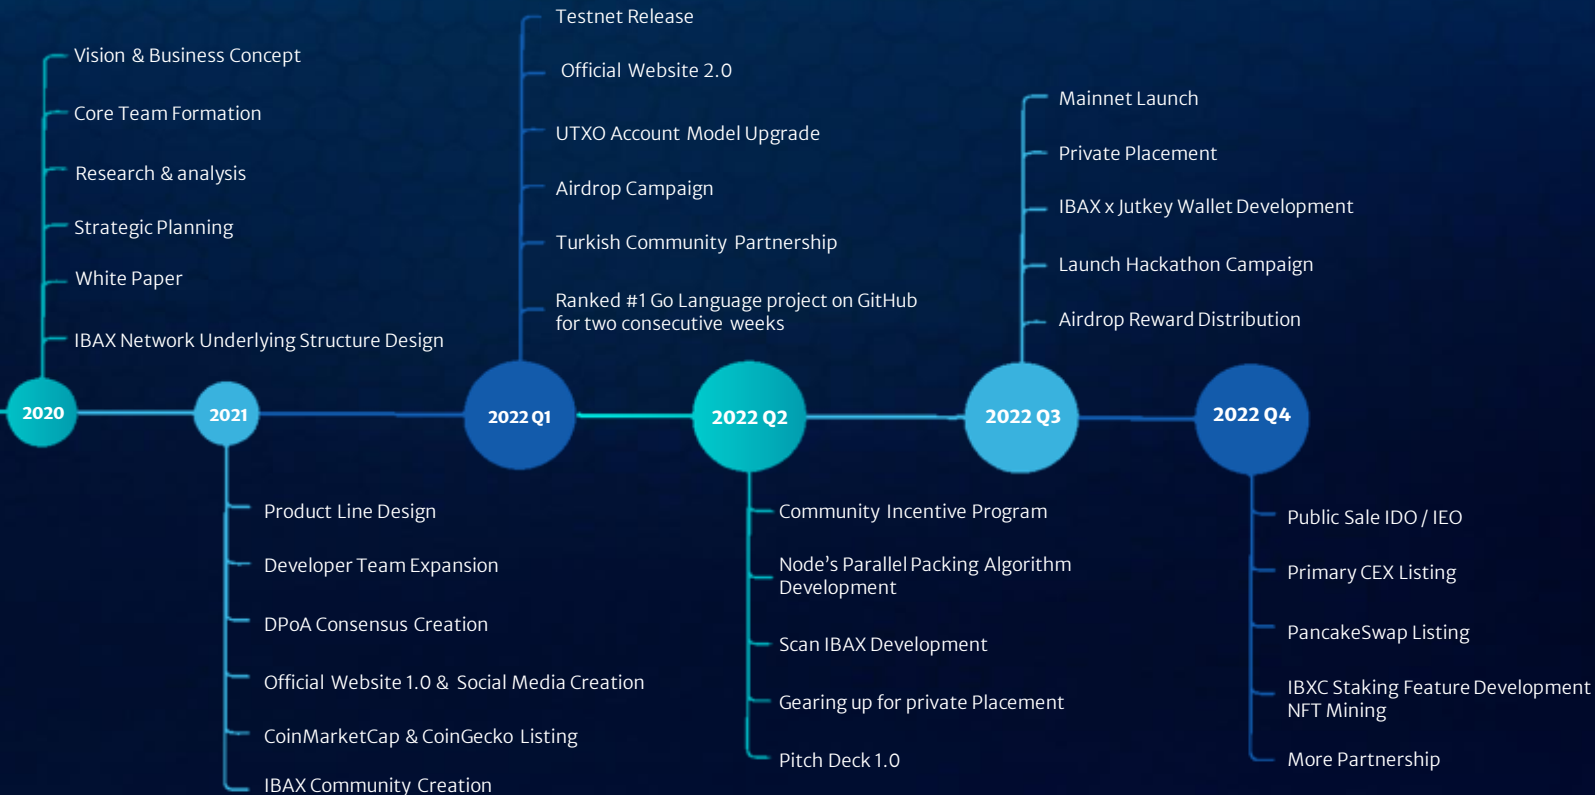 Vision & Business Concept
Core Team Formation
Research & analysis
Strategic Planning
White Paper
IBAX Network Underlying Structure Design
2020
2021
Product Line Design
Developer Team Expansion
DPoA Consensus Creation
Official Website 1.0 & Social Media Creation
CoinMarketCap & CoinGecko Listing
IBAX Community Creation
Testnet Release
Official Website 2.0
UTXO Account Model Upgrade
Airdrop Campaign
Turkish Community Partnership
Ranked #1 Go Language project on GitHub
for two consecutive weeks
2022 Q1
2022 Q2
Community Incentive Program
Node’s Parallel Packing Algorithm
Development
Scan IBAX Development
Gearing up for private Placement
Pitch Deck 1.0
Mainnet Launch
Private Placement
IBAX x Jutkey Wallet Development
Launch Hackathon Campaign
Airdrop Reward Distribution
2022 Q3
2022 Q4
Public Sale IDO / IEO
Primary CEX Listing
PancakeSwap Listing
IBXC Staking Feature Development
NFT Mining
More Partnership